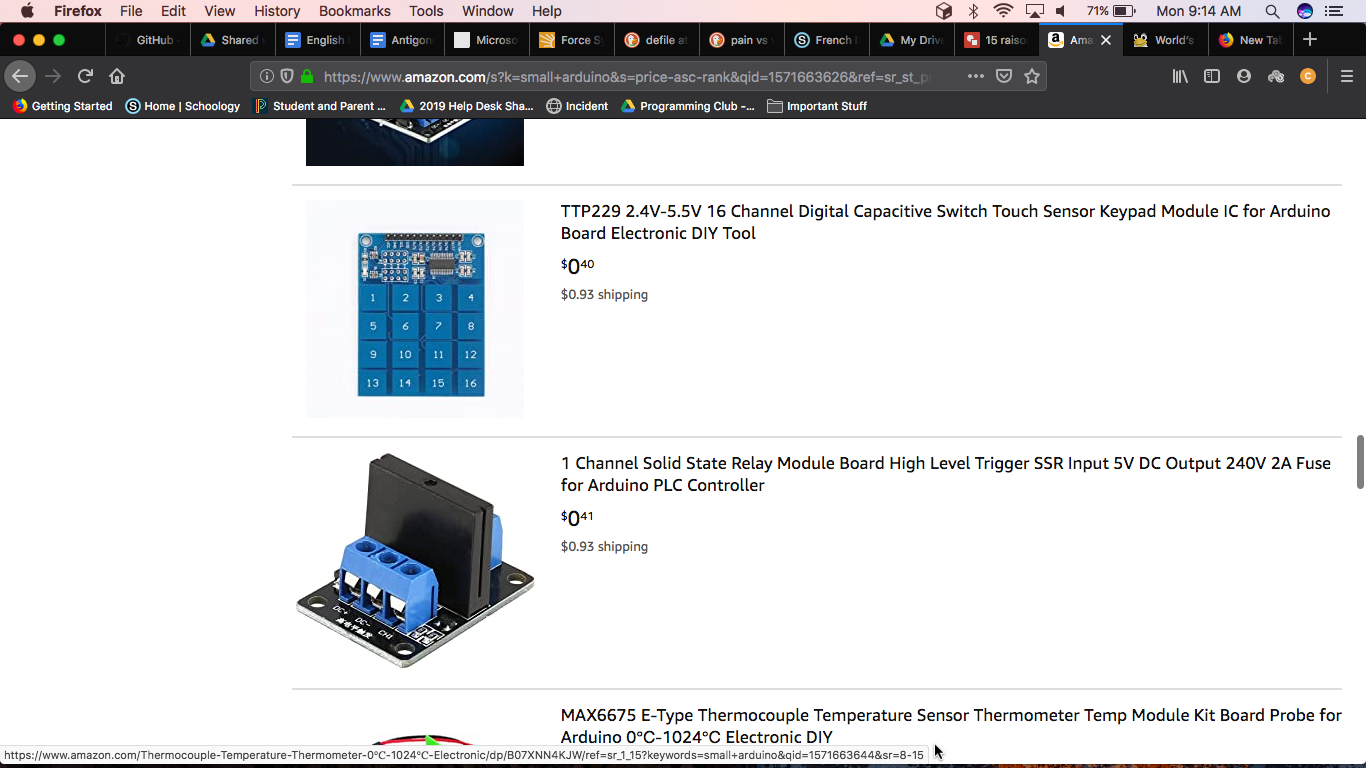 Firefox File Edit View History Bookmarks Tools Window Help 71% Mon 9:14 AM
GitHub Shared English Antigon Microso Force Sy defile at pain vs French My Drive 15 raiso Ama World's New Ta
https://www.amazon.com/s?k=small+arduino&s=price-asc-rank&qid=1571663626&ref=sr_st_p
Getting Started Home | Schoology Student and Parent ... 2019 Help Desk Sha... Incident Programming Club -... Important Stuff
TTP229 2.4V-5.5V 16 Channel Digital Capacitive Switch Touch Sensor Keypad Module IC for Arduino
Board Electronic DIY Tool
$0 40
$0.93 shipping
1 2 3 4
5 6 7 8
9 10 11 12
13 14 15 16
1 Channel Solid State Relay Module Board High Level Trigger SSR Input 5V DC Output 240V 2A Fuse
for Arduino PLC Controller
$0 41
$0.93 shipping
DC+ DC- CH1
高电平触发
MAX6675 E-Type Thermocouple Temperature Sensor Thermometer Temp Module Kit Board Probe for
Arduino 0℃-1024℃ Electronic DIY
https://www.amazon.com/Thermocouple-Temperature-Thermometer-0℃-1024℃-Electronic/dp/B07XNN4KJW/ref=sr_1_15?keywords=small+arduino&qid=1571663644&sr=8-15